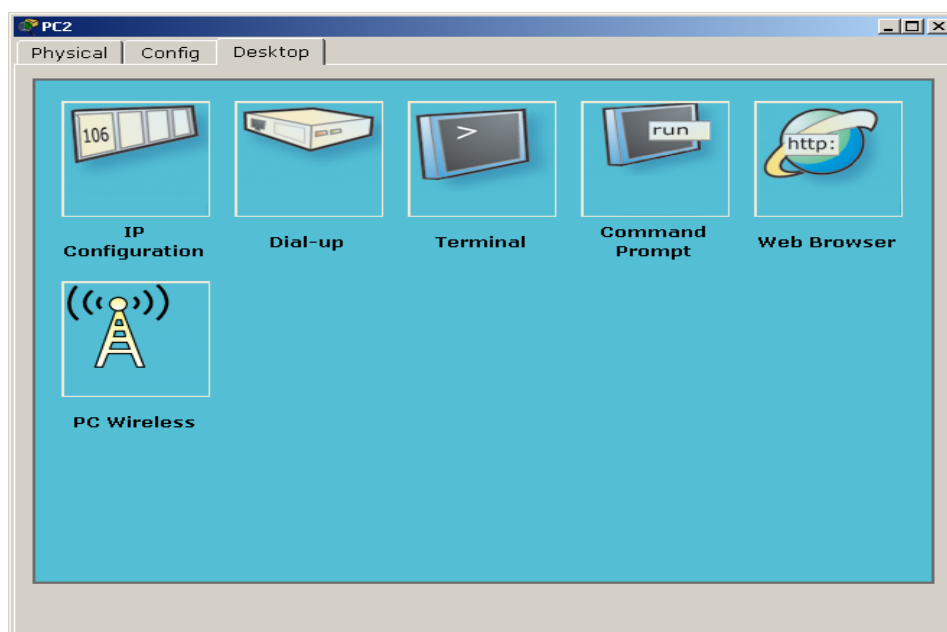 PC2
Physical
Config
Desktop
106
>
run
http:
IP
Configuration
Dial-up
Terminal
Command
Prompt
Web Browser
PC Wireless